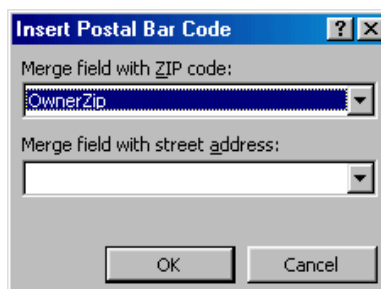 Insert Postal Bar Code
Merge field with ZIP code:
OwnerZip
Merge field with street address:
OK Cancel